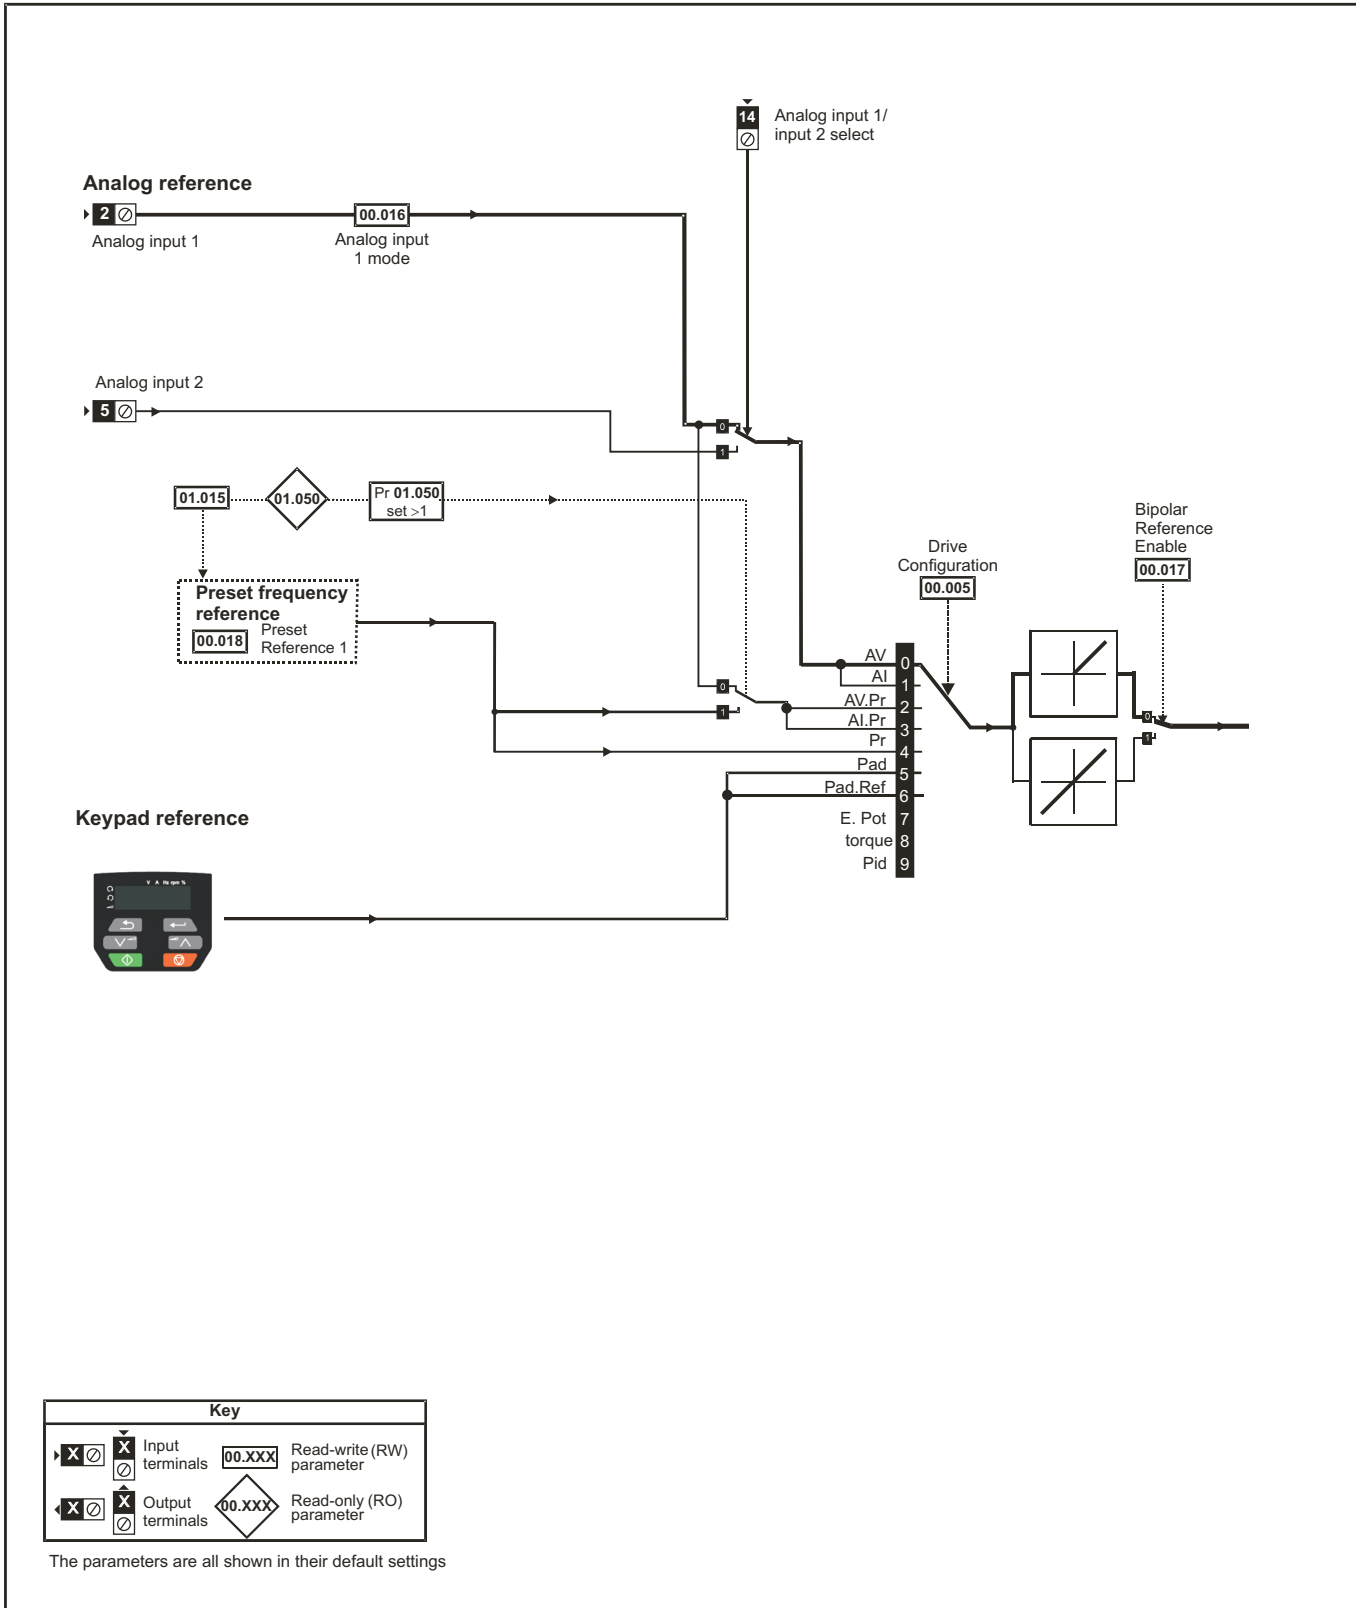 14
Analog input 1/
input 2 select
Analog reference
2
Analog input 1
00.016
Analog input
1 mode
Analog input 2
5
0
1
01.015
01.050
Pr 01.050
set >1
Preset frequency
reference
00.018
Preset
Reference 1
0
1
Drive
Configuration
00.005
Bipolar
Reference
Enable
00.017
0
1
AV 0
AI 1
AV.Pr 2
AI.Pr 3
Pr 4
Pad 5
Pad.Ref 6
E. Pot 7
torque 8
Pid 9
Keypad reference
V A Hz rpm %
Key
X
X
Input
terminals
00.XXX
Read-write (RW)
parameter
X
X
Output
terminals
00.XXX
Read-only (RO)
parameter
The parameters are all shown in their default settings